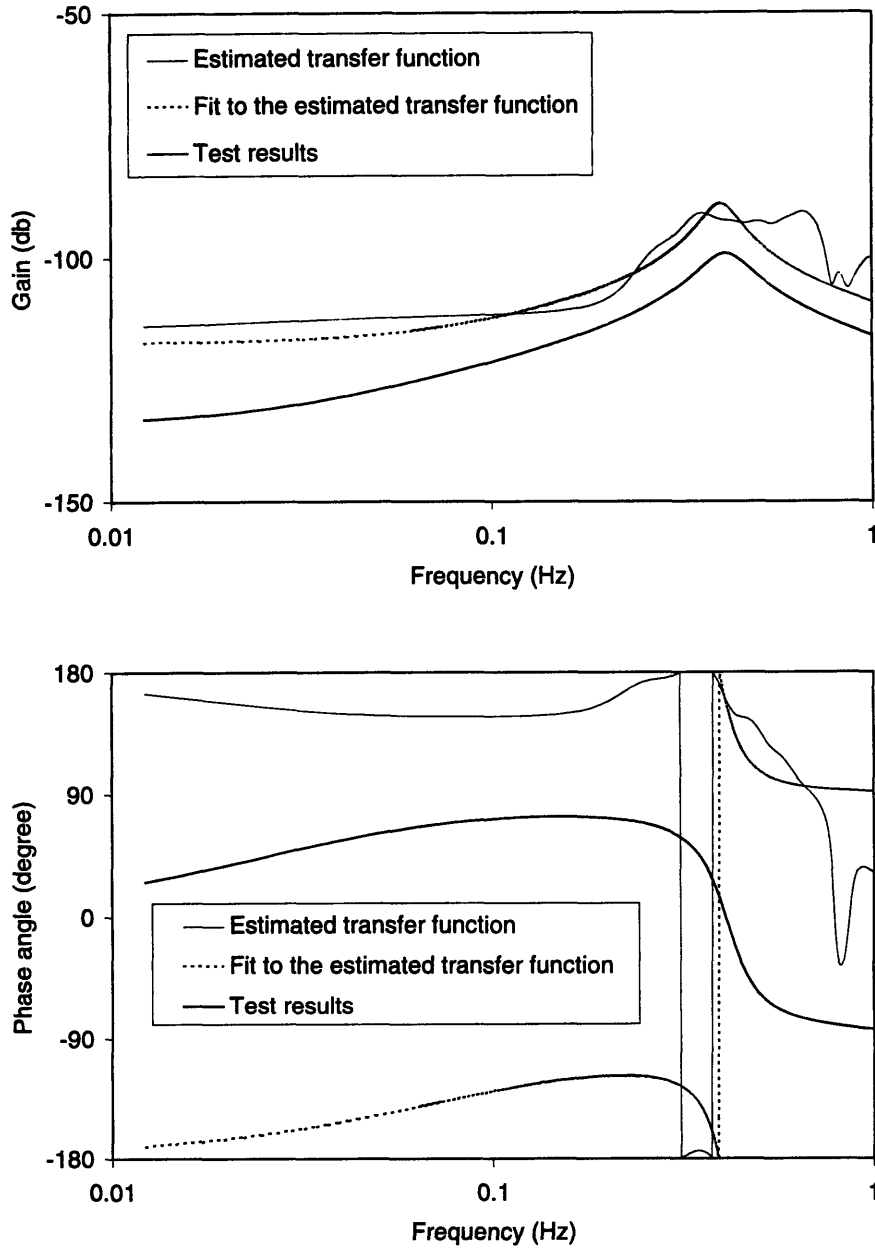 -50
Estimated transfer function
Fit to the estimated transfer function
Test results
Gain (db)
-100
-150
0.01
0.1
1
Frequency (Hz)
180
90
Phase angle (degree)
0
Estimated transfer function
Fit to the estimated transfer function
Test results
-90
-180
0.01
0.1
1
Frequency (Hz)